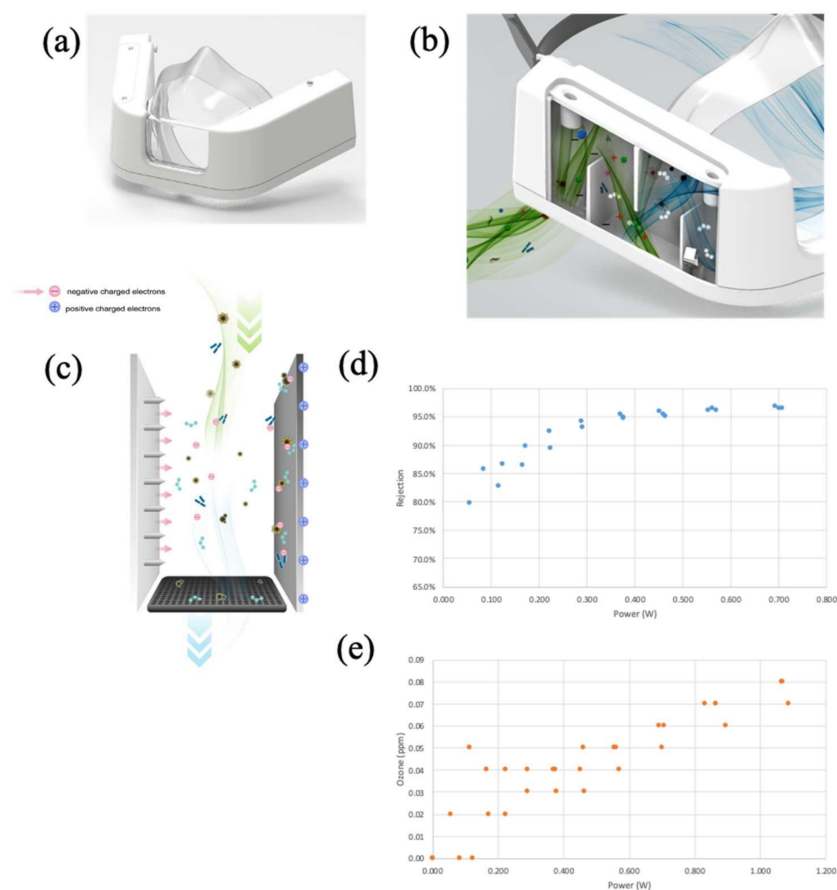 (a)
(b)
negative charged electrons
positive charged electrons
(c)
(d)
100.0%
95.0%
90.0%
85.0%
80.0%
75.0%
70.0%
65.0%
Rejection
0.000 0.100 0.200 0.300 0.400 0.500 0.600 0.700 0.800
Power (W)
(e)
0.09
0.08
0.07
0.06
0.05
0.04
0.03
0.02
0.01
0.00
Ozone (ppm)
0.000 0.200 0.400 0.600 0.800 1.000 1.200
Power (W)